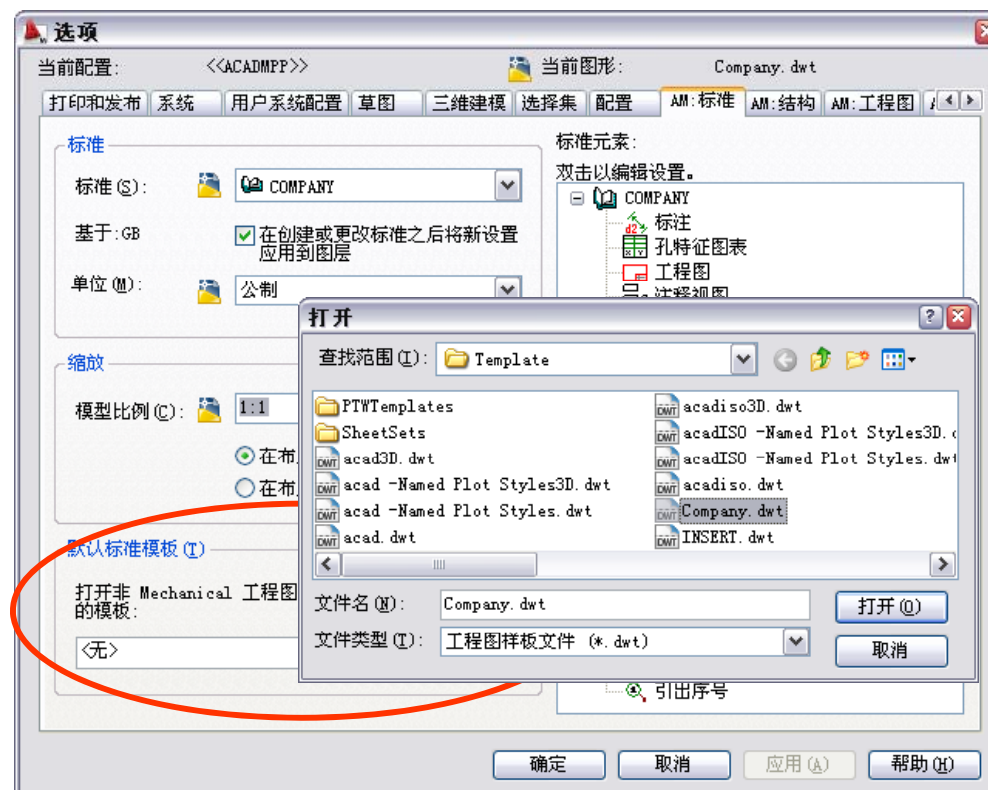 选项
当前配置: <<ACADMPP>> 当前图形: Company.dwt
打印和发布 系统 用户系统配置 草图 三维建模 选择集 配置 AM:标准 AM:结构 AM:工程图
标准
标准(S): COMPANY
基于:GB
在创建或更改标准之后将新设置
应用到图层
单位(M): 公制
缩放
模型比例(C): 1:1
在布
在布
默认标准模板(T)
打开非 Mechanical 工程图
的模板:
<无>
标准元素:
双击以编辑设置。
COMPANY
标注
孔特征图表
工程图
注释视图
引出序号
打开
查找范围(I): Template
PTWTemplates
SheetSets
acad3D.dwt
acad -Named Plot Styles3D.dwt
acad -Named Plot Styles.dwt
acad.dwt
acadiso3D.dwt
acadISO -Named Plot Styles3D.
acadISO -Named Plot Styles.dwt
acadiso.dwt
Company.dwt
INSERT.dwt
文件名(N): Company.dwt 打开(O)
文件类型(T): 工程图样板文件 (*.dwt) 取消
确定 取消 应用(A) 帮助(H)